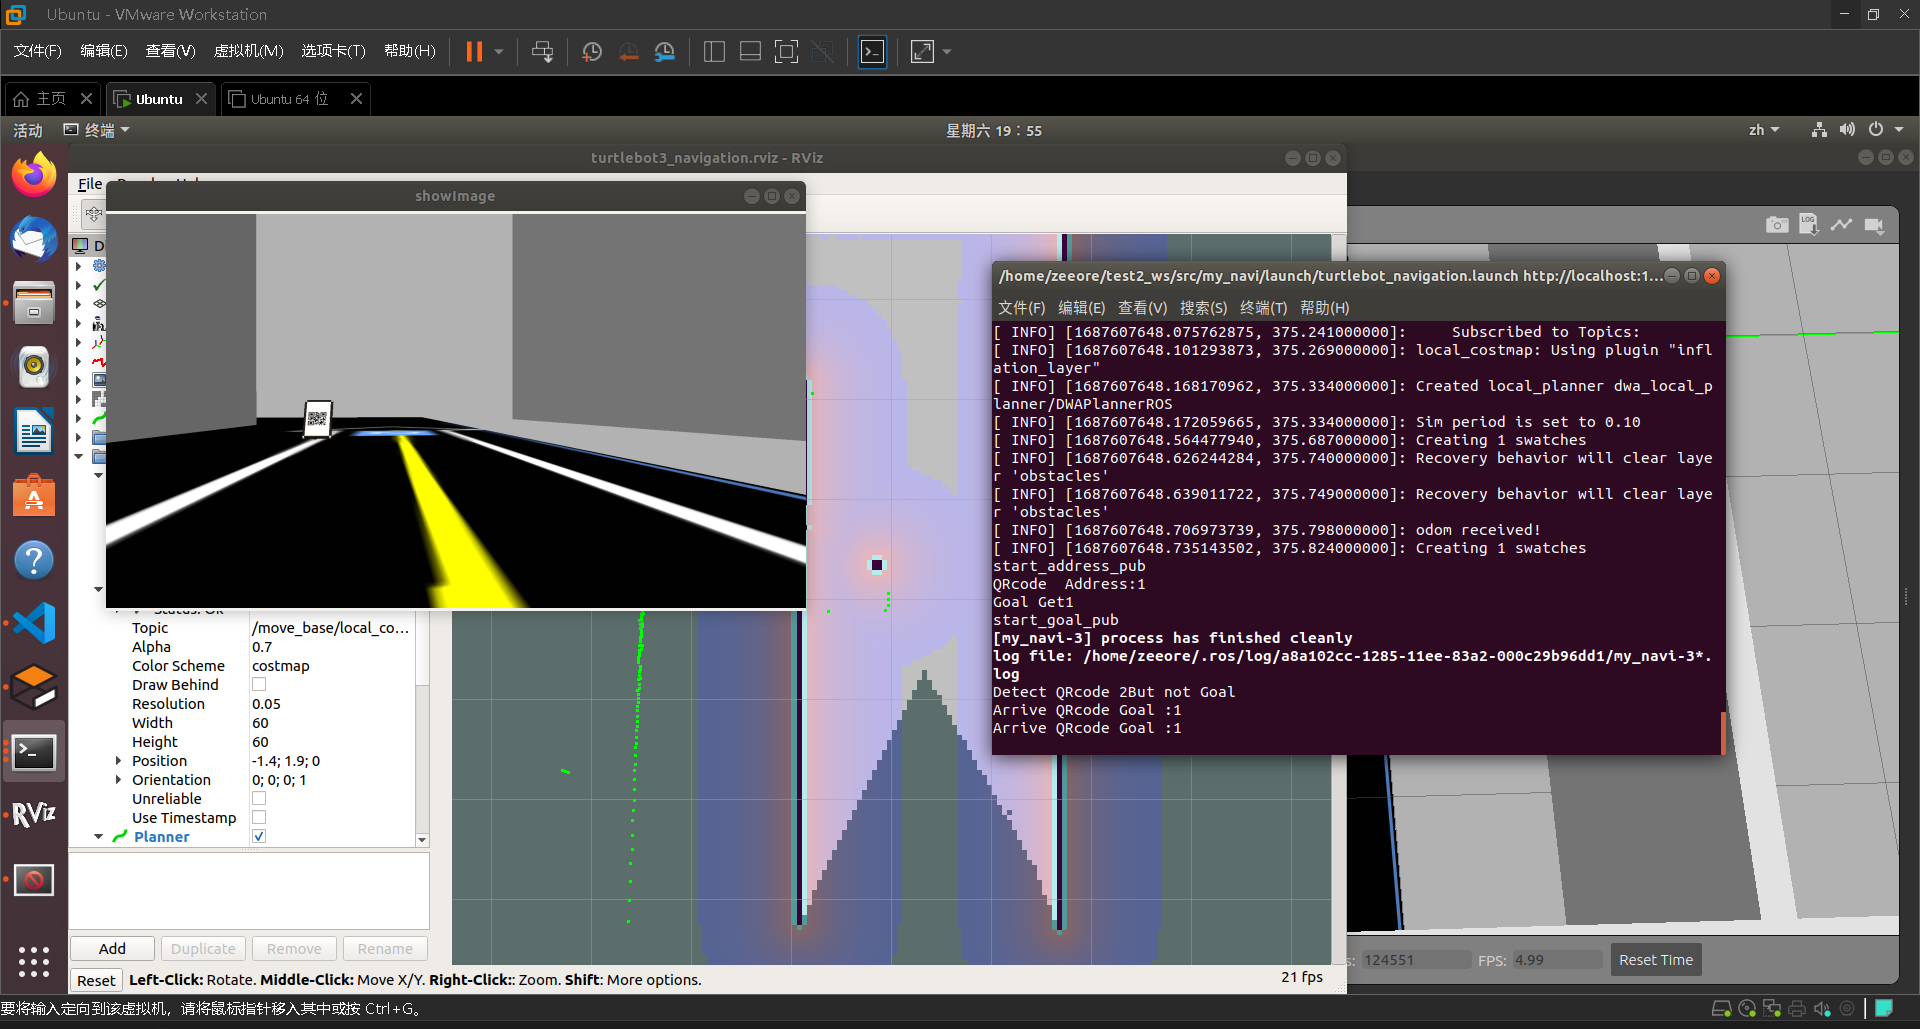 Ubuntu - VMware Workstation
文件(F) 编辑(E) 查看(V) 虚拟机(M) 选项卡(T) 帮助(H)
主页 Ubuntu Ubuntu 64 位
活动 终端 星期六 19：55 zh
turtlebot3_navigation.rviz - RViz
File
showImage
D
LOG
/home/zeeore/test2_ws/src/my_navi/launch/turtlebot_navigation.launch http://localhost:1...
文件(F) 编辑(E) 查看(V) 搜索(S) 终端(T) 帮助(H)
[ INFO] [1687607648.075762875, 375.241000000]:     Subscribed to Topics:
[ INFO] [1687607648.101293873, 375.269000000]: local_costmap: Using plugin "infl
ation_layer"
[ INFO] [1687607648.168170962, 375.334000000]: Created local_planner dwa_local_p
lanner/DWAPlannerROS
[ INFO] [1687607648.172059665, 375.334000000]: Sim period is set to 0.10
[ INFO] [1687607648.564477940, 375.687000000]: Creating 1 swatches
[ INFO] [1687607648.626244284, 375.740000000]: Recovery behavior will clear laye
r 'obstacles'
[ INFO] [1687607648.639011722, 375.749000000]: Recovery behavior will clear laye
r 'obstacles'
[ INFO] [1687607648.706973739, 375.798000000]: odom received!
[ INFO] [1687607648.735143502, 375.824000000]: Creating 1 swatches
start_address_pub
QRcode  Address:1
Goal Get1
start_goal_pub
[my_navi-3] process has finished cleanly
log file: /home/zeeore/.ros/log/a8a102cc-1285-11ee-83a2-000c29b96dd1/my_navi-3*.
log
Detect QRcode 2But not Goal
Arrive QRcode Goal :1
Arrive QRcode Goal :1
Topic /move_base/local_co...
Alpha 0.7
Color Scheme costmap
Draw Behind
Resolution 0.05
Width 60
Height 60
Position -1.4; 1.9; 0
Orientation 0; 0; 0; 1
Unreliable
Use Timestamp
Planner
RViz
Add Duplicate Remove Rename
Reset Left-Click: Rotate. Middle-Click: Move X/Y. Right-Click:: Zoom. Shift: More options. 21 fps
s: 124551 FPS: 4.99 Reset Time
要将输入定向到该虚拟机，请将鼠标指针移入其中或按 Ctrl+G。